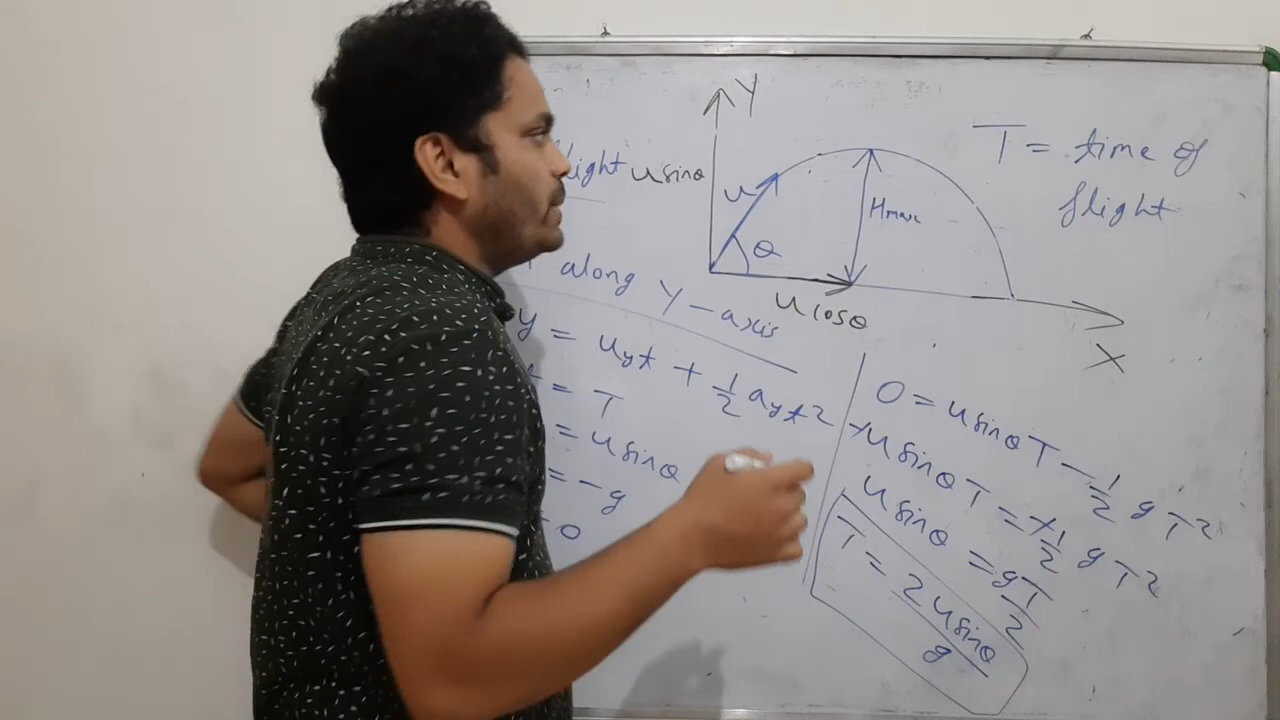 light
u sinθ
Y
u
θ
Hmax
u cosθ
X
T = time of
flight
along Y-axis
y = uyt + 1/2 ayt²
= T
= u sinθ
= -g
0
0 = u sinθ T - 1/2 g T²
+u sinθ T = +1/2 g T²
u sinθ = gT/2
T = 2u sinθ/g